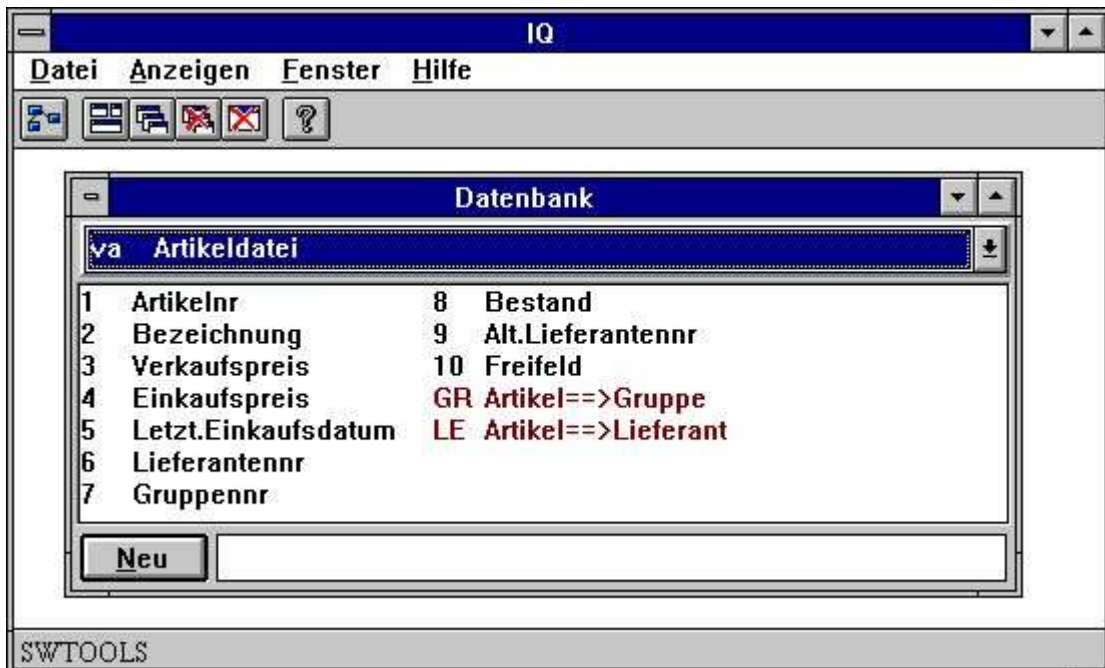 IQ
Datei Anzeigen Fenster Hilfe
Datenbank
va Artikeldatei
1 Artikelnr
2 Bezeichnung
3 Verkaufspreis
4 Einkaufspreis
5 Letzt.Einkaufsdatum
6 Lieferantennr
7 Gruppennr
8 Bestand
9 Alt.Lieferantennr
10 Freifeld
GR Artikel==>Gruppe
LE Artikel==>Lieferant
Neu
SWTOOLS